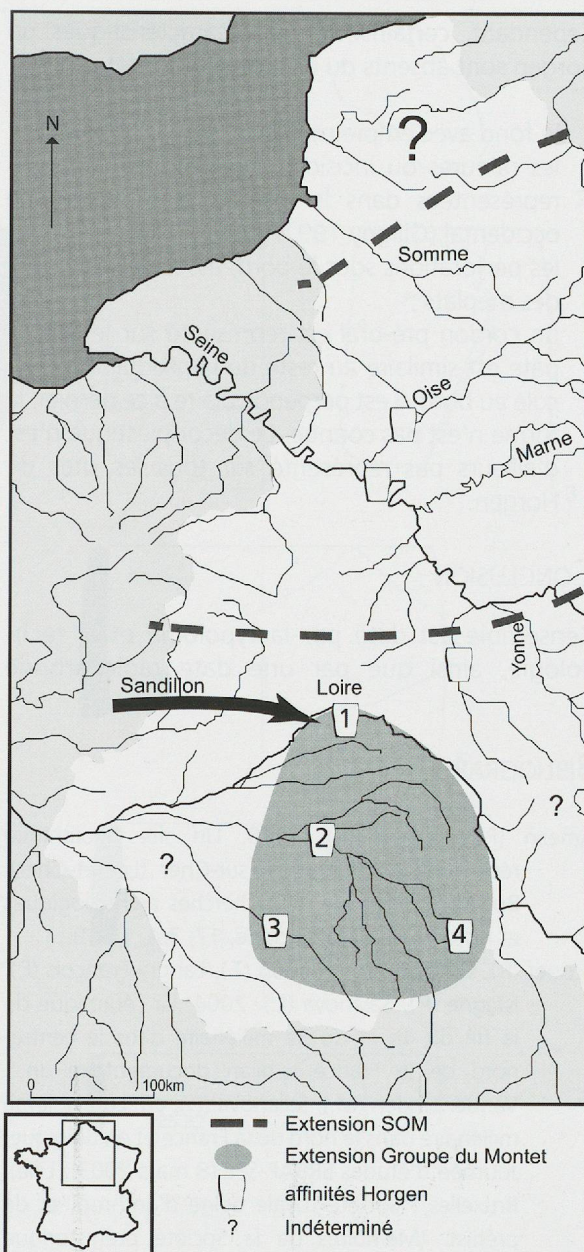 N
?
Somme
Seine
Oise
Marne
Yonne
Sandillon
Loire
1
?
?
2
3
4
0
100km
Extension SOM
Extension Groupe du Montet
affinités Horgen
? Indéterminé